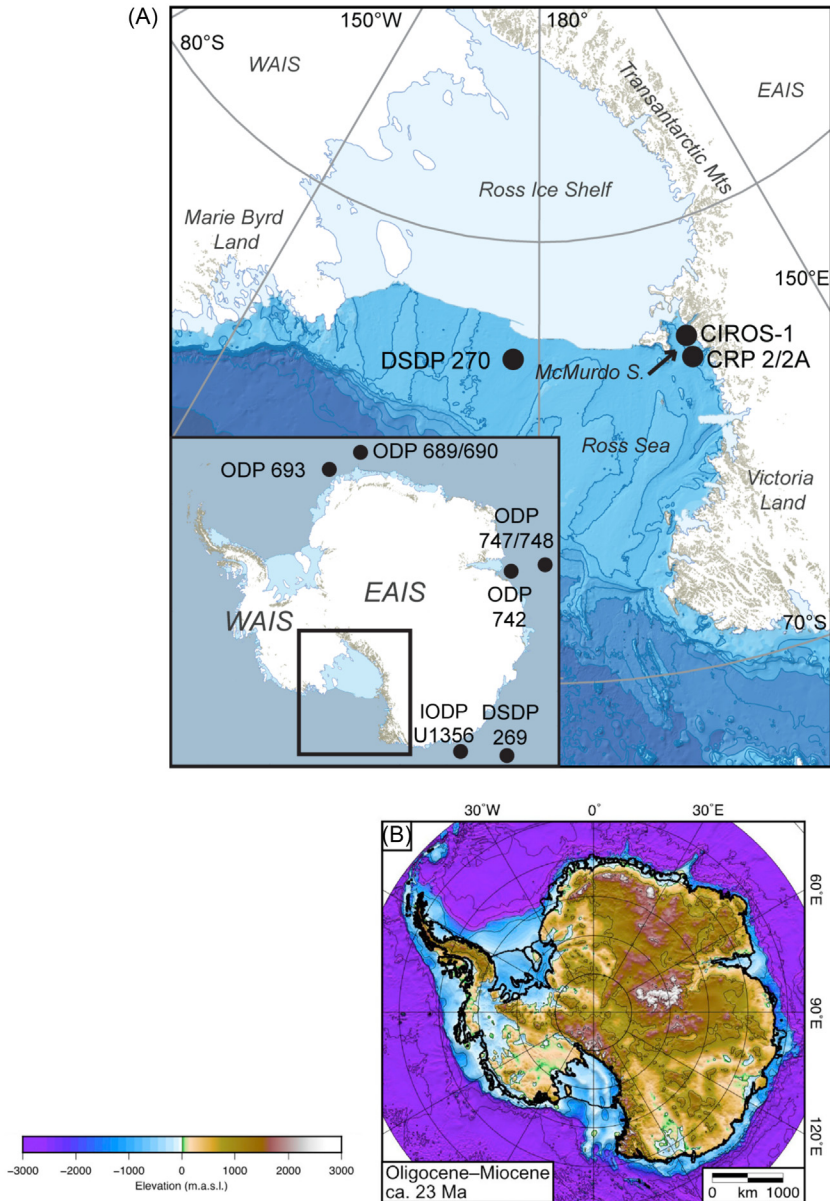 (A)
150°W
180°
80°S
WAIS
Transantarctic Mts
EAIS
Ross Ice Shelf
Marie Byrd
Land
150°E
CIROS-1
DSDP 270
CRP 2/2A
McMurdo S.
Ross Sea
Victoria
Land
70°S
ODP 689/690
ODP 693
ODP
747/748
EAIS
ODP
742
WAIS
IODP
U1356
DSDP
269
(B)
30°W
0°
30°E
60°E
90°E
120°E
Oligocene–Miocene
ca. 23 Ma
0 km 1000
−3000 −2000 −1000 0 1000 2000 3000
Elevation (m.a.s.l.)